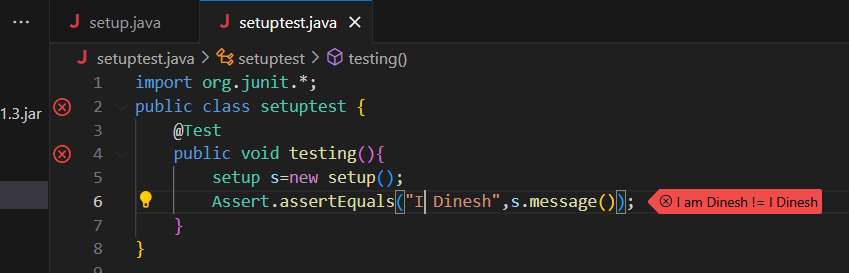 ··· J setup.java J setuptest.java ×
J setuptest.java > setuptest > testing()
1 import org.junit.*;
1.3.jar
2 public class setuptest {
3 @Test
4 public void testing(){
5 setup s=new setup();
6 Assert.assertEquals("I Dinesh",s.message()); I am Dinesh != I Dinesh
7 }
8 }
9